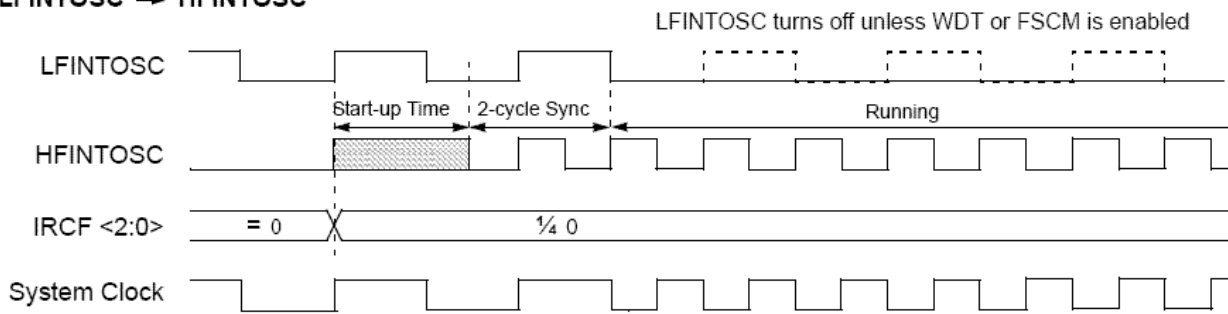 LFINTOSC → HFINTOSC
LFINTOSC turns off unless WDT or FSCM is enabled
LFINTOSC
Start-up Time
2-cycle Sync
Running
HFINTOSC
IRCF <2:0>
= 0
¼ 0
System Clock